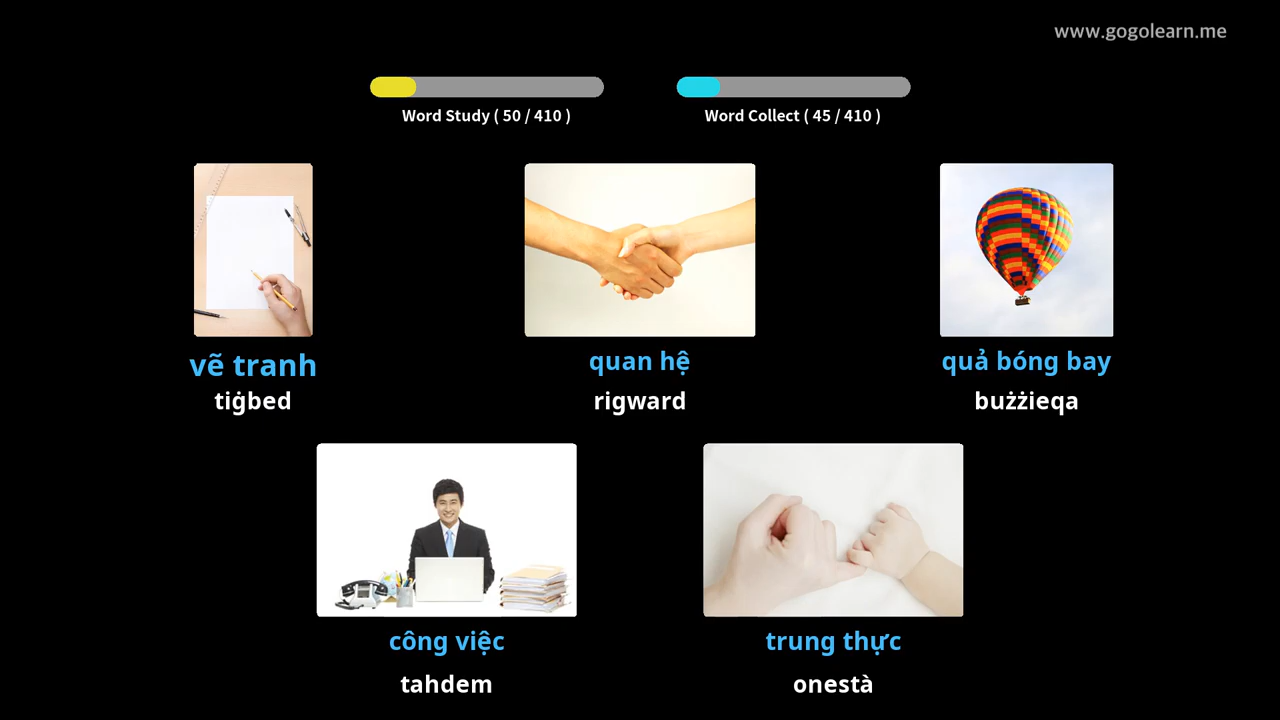 www.gogolearn.me
Word Study ( 50 / 410 )
Word Collect ( 45 / 410 )
vẽ tranh
tiġbed
quan hệ
rigward
quả bóng bay
bużżieqa
công việc
tahdem
trung thực
onestà